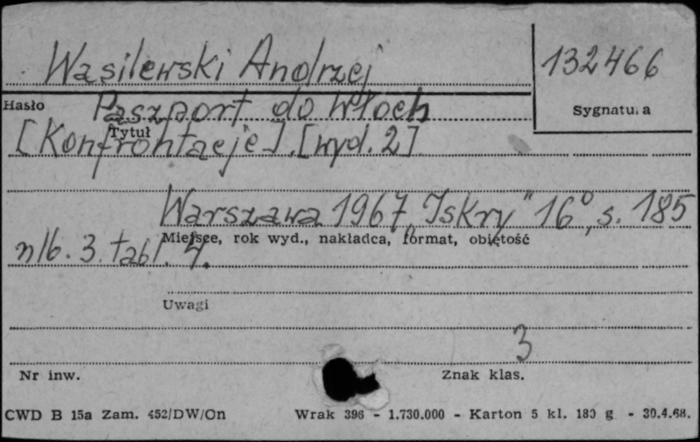 Wasilewski Andrzej
132466
Hasło
Paszport do Włoch
Sygnatura
Tytuł
[Konfrontacje]. [wyd. 2]
Warszawa 1967 "Iskry" 16°, s. 185
Miejsce, rok wyd., nakładca, format, objętość
nlb. 3. tabl. 4.
Uwagi
3
Nr inw.
Znak klas.
CWD B 15a Zam. 452/DW/On
Wrak 396 - 1.730.000 - Karton 5 kl. 180 g - 30.4.68.